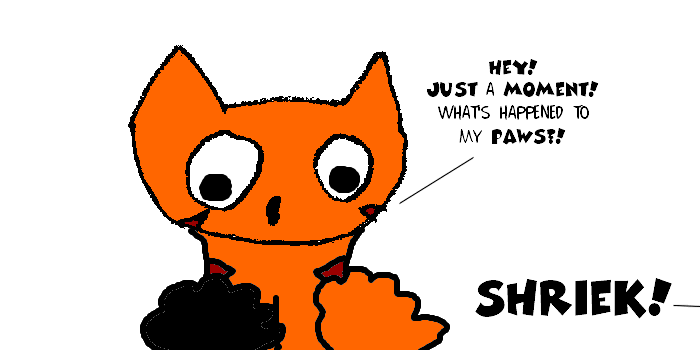 HEY!
JUST A MOMENT!
WHAT'S HAPPENED TO
MY PAWS?!
SHRIEK!